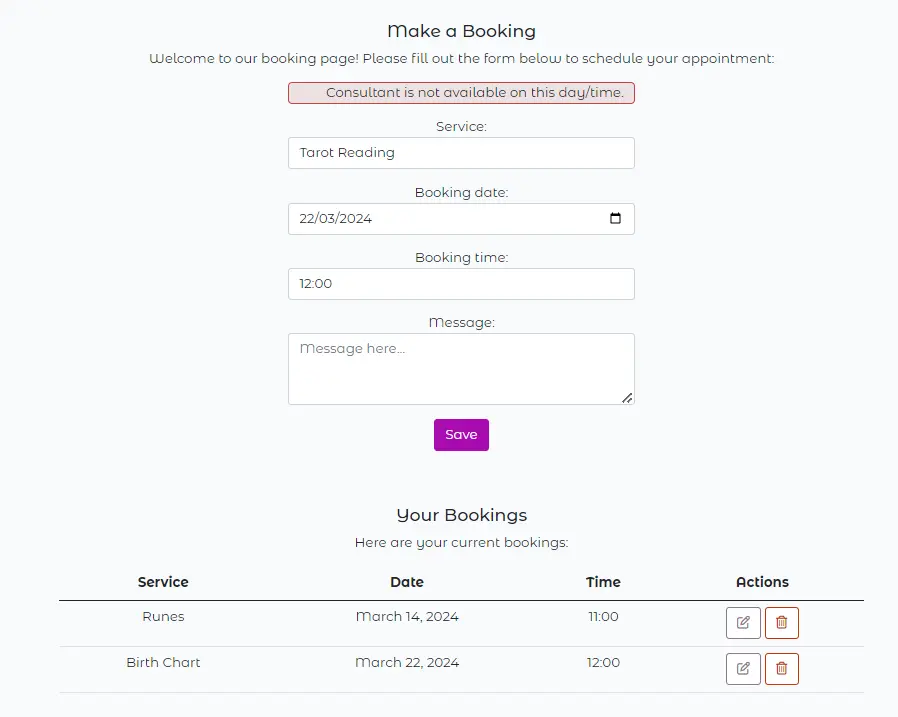 Make a Booking
Welcome to our booking page! Please fill out the form below to schedule your appointment:
Consultant is not available on this day/time.
Service:
Tarot Reading
Booking date:
22/03/2024
Booking time:
12:00
Message:
Message here...
Save
Your Bookings
Here are your current bookings:
Service Date Time Actions
Runes March 14, 2024 11:00
Birth Chart March 22, 2024 12:00